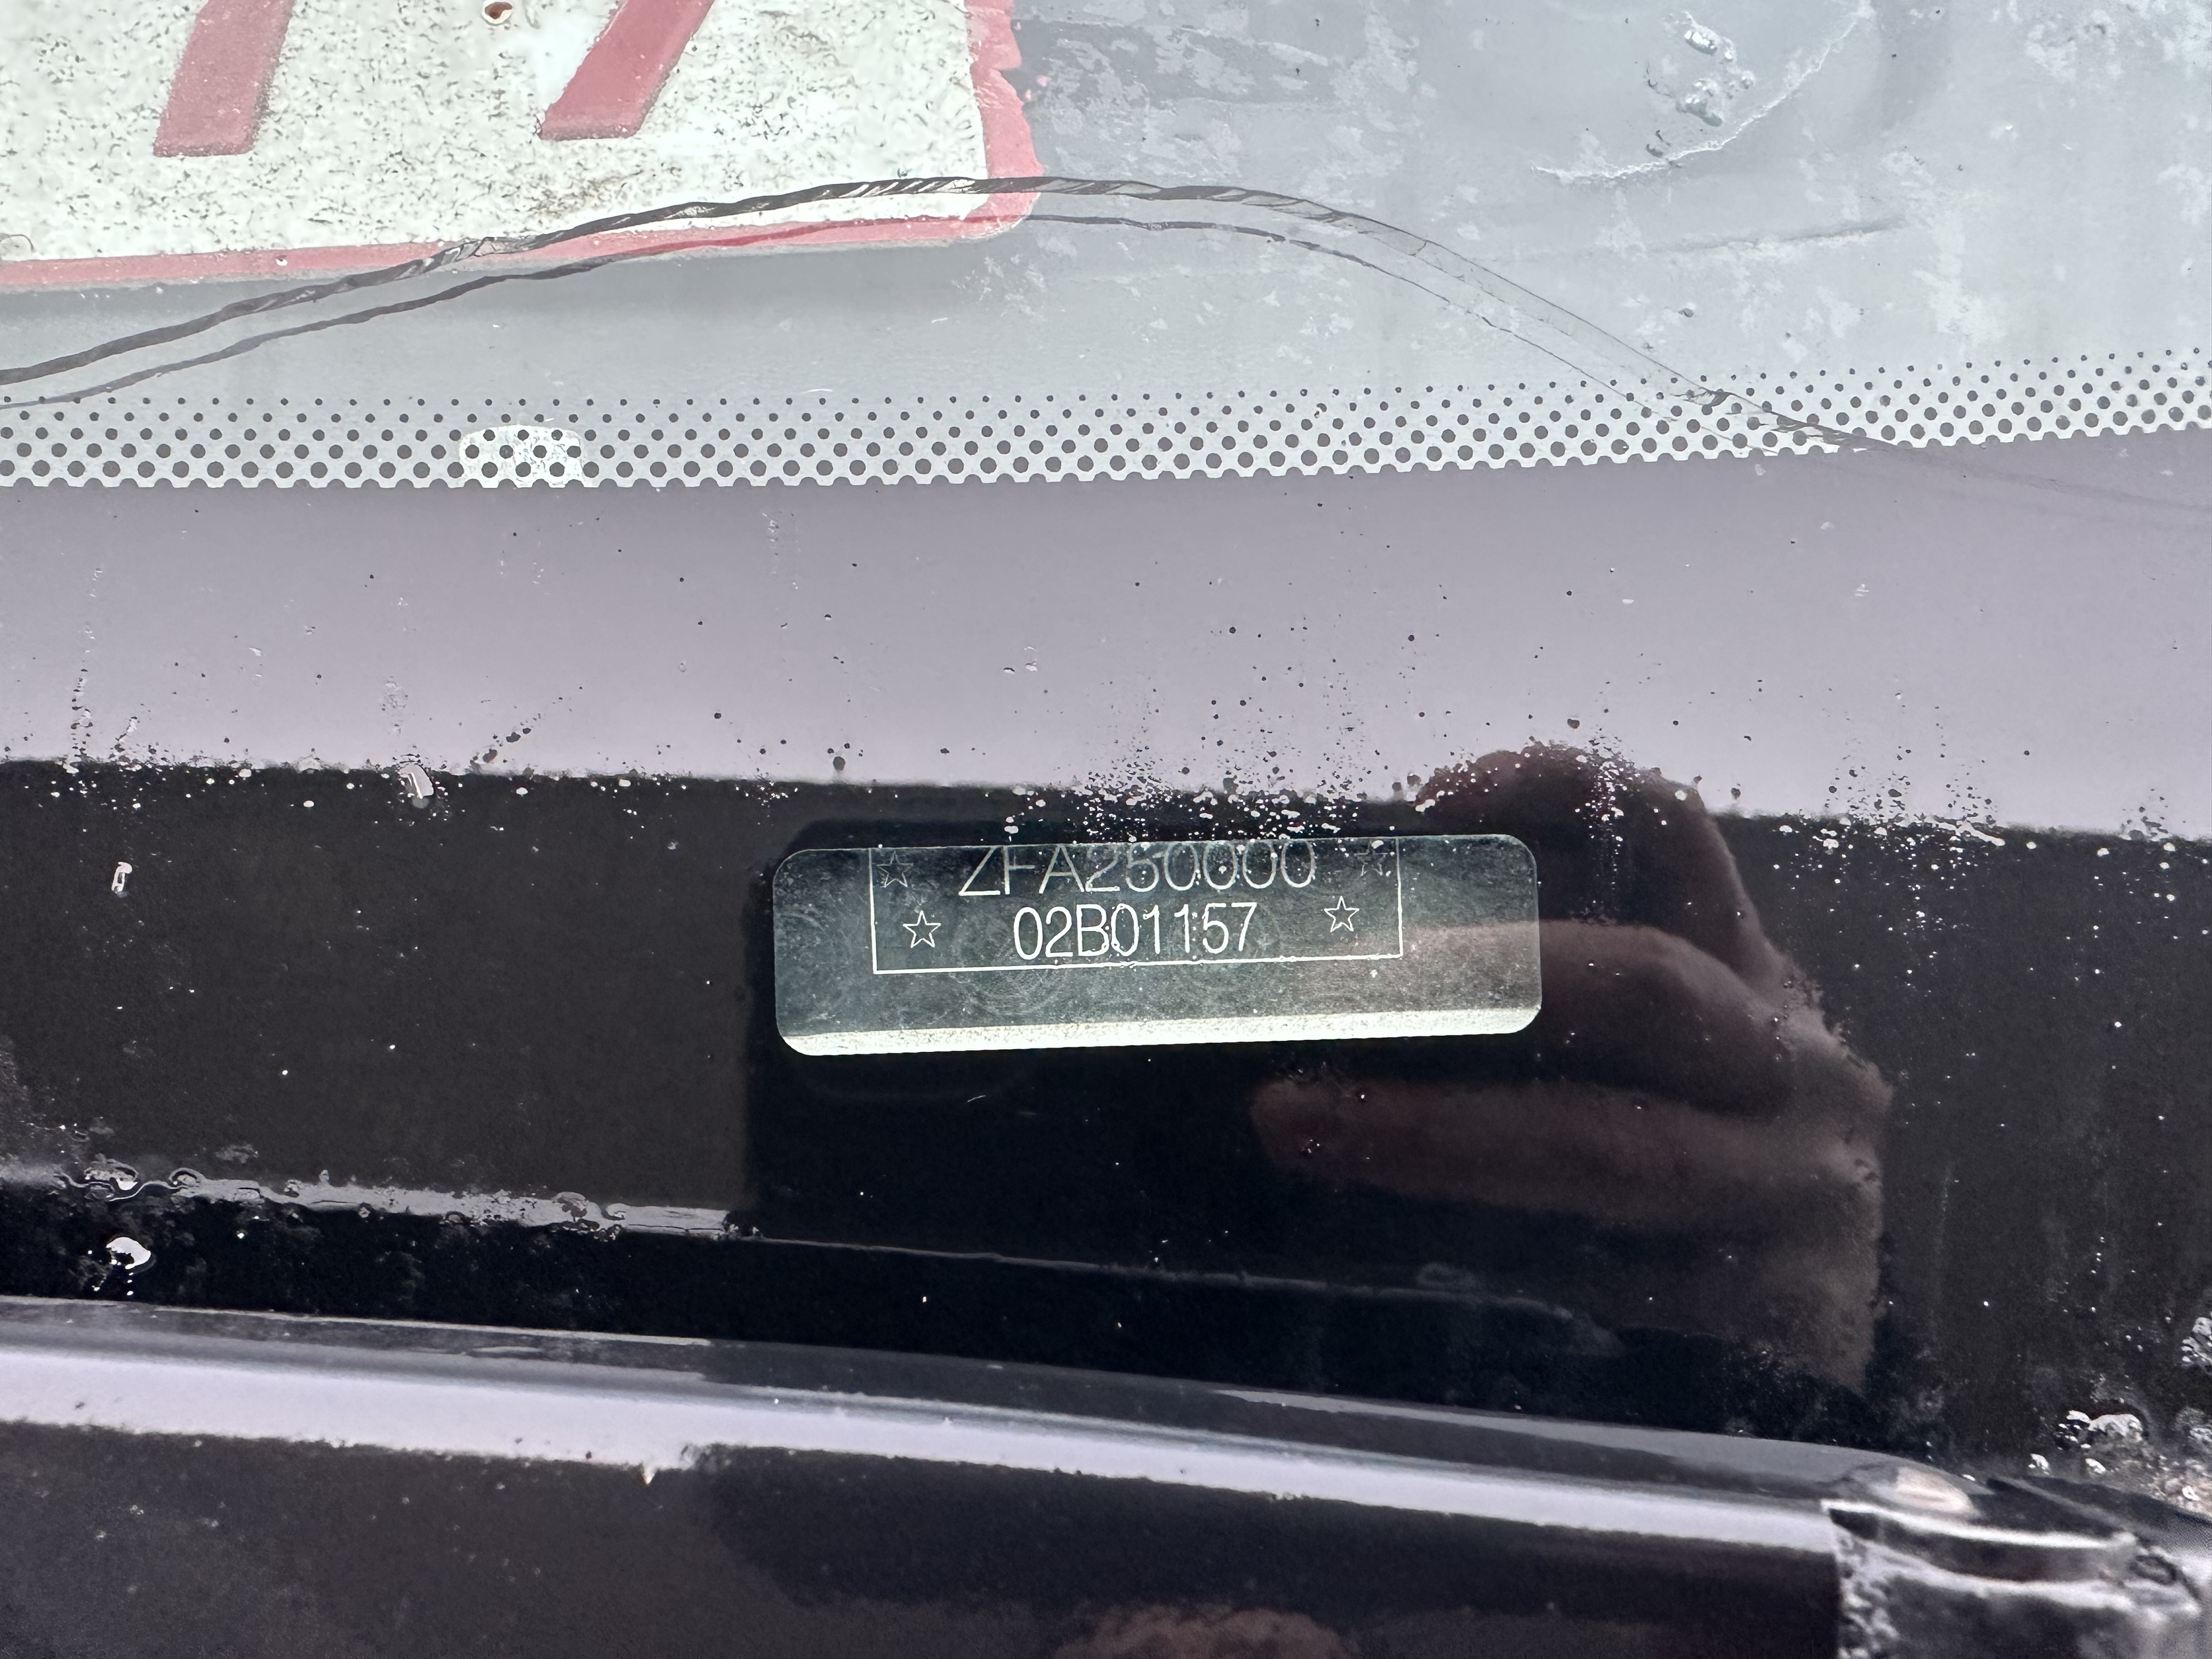 ☆ ZFA250000 ☆
☆ 02B01157 ☆